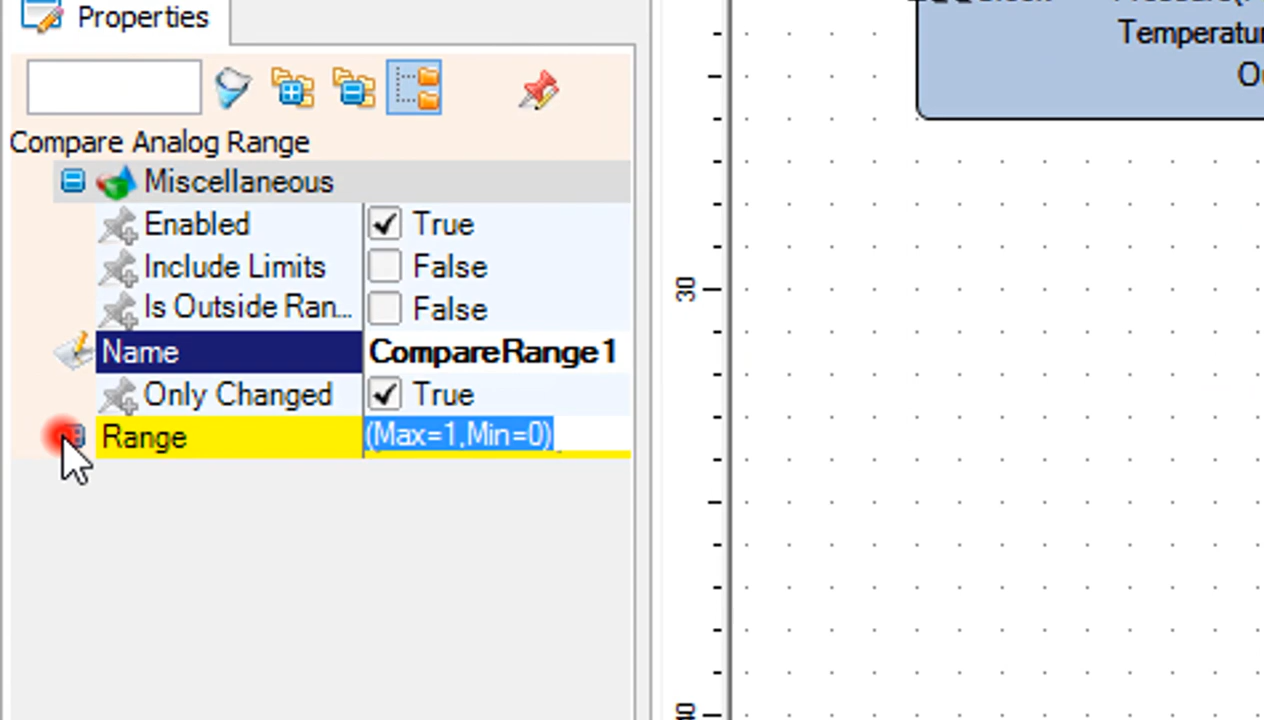 Properties
Compare Analog Range
Miscellaneous
Enabled True
Include Limits False
Is Outside Ran... False
Name CompareRange1
Only Changed True
Range (Max=1,Min=0)
30